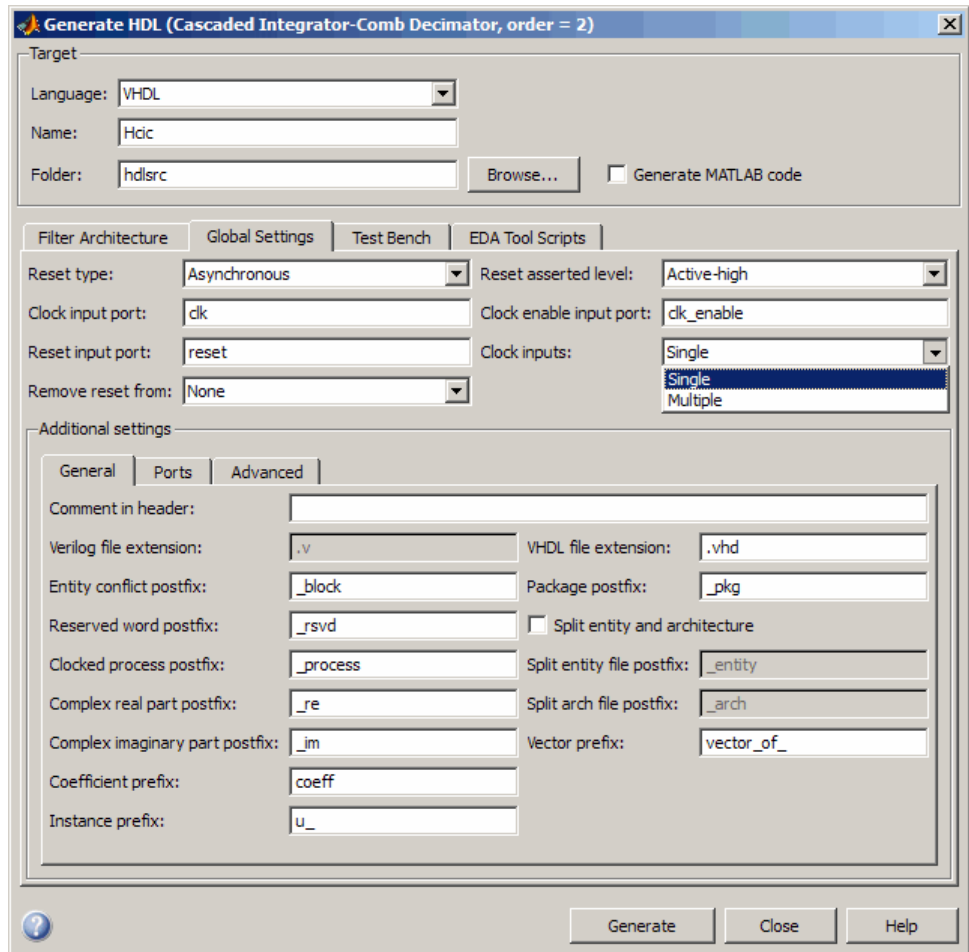 Generate HDL (Cascaded Integrator-Comb Decimator, order = 2)
Target
Language: VHDL
Name: Hcic
Folder: hdlsrc Browse... Generate MATLAB code
Filter Architecture Global Settings Test Bench EDA Tool Scripts
Reset type: Asynchronous Reset asserted level: Active-high
Clock input port: clk Clock enable input port: clk_enable
Reset input port: reset Clock inputs: Single
Single
Remove reset from: None Multiple
Additional settings
General Ports Advanced
Comment in header:
Verilog file extension: .v VHDL file extension: .vhd
Entity conflict postfix: _block Package postfix: _pkg
Reserved word postfix: _rsvd Split entity and architecture
Clocked process postfix: _process Split entity file postfix: _entity
Complex real part postfix: _re Split arch file postfix: _arch
Complex imaginary part postfix: _im Vector prefix: vector_of_
Coefficient prefix: coeff
Instance prefix: u_
? Generate Close Help